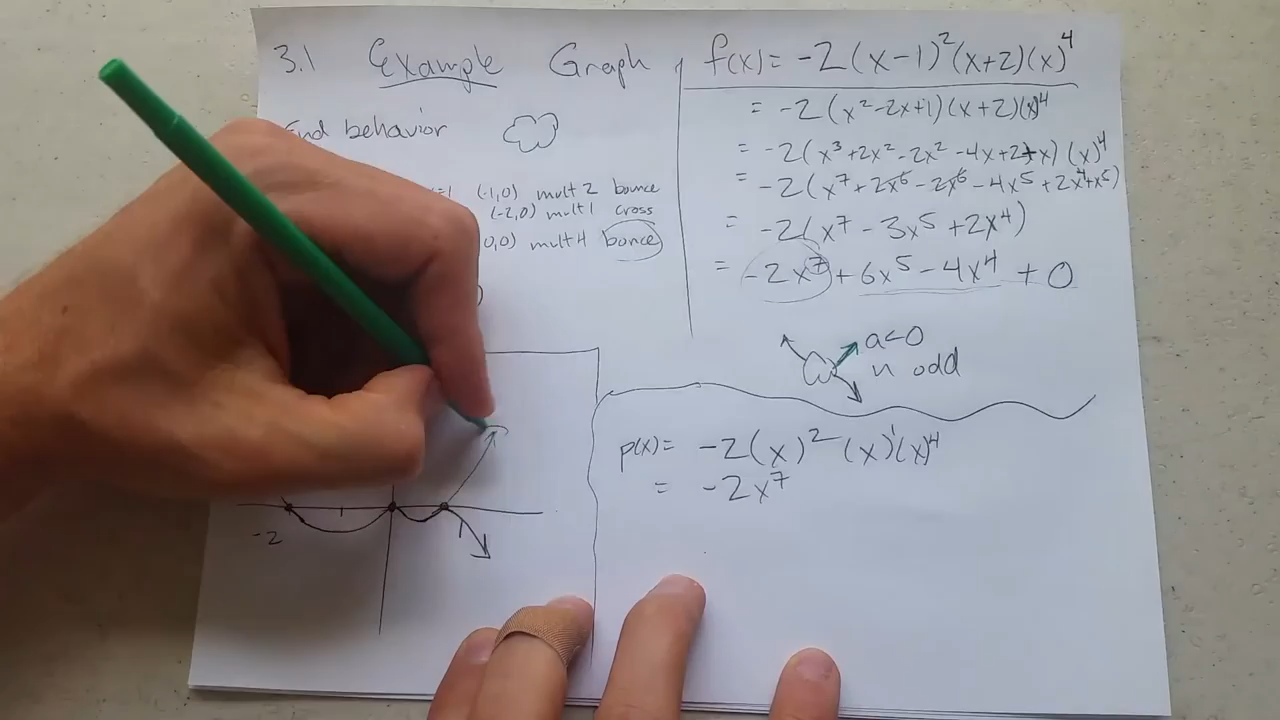 3.1 Example Graph
End behavior
=1 (-1,0) mult 2 bounce
(-2,0) mult 1 cross
0,0) mult 4 bonce
)
-2
1
f(x) = -2(x-1)²(x+2)(x)⁴
= -2(x²-2x+1)(x+2)(x)⁴
= -2(x³+2x²-2x²-4x+2+x)(x)⁴
= -2(x⁷+2x⁶-2x⁶-4x⁵+2x⁴+x⁵)
= -2(x⁷-3x⁵+2x⁴)
= -2x⁷+6x⁵-4x⁴+0
a<0
n odd
p(x)= -2(x)²(x)¹(x)⁴
= -2x⁷